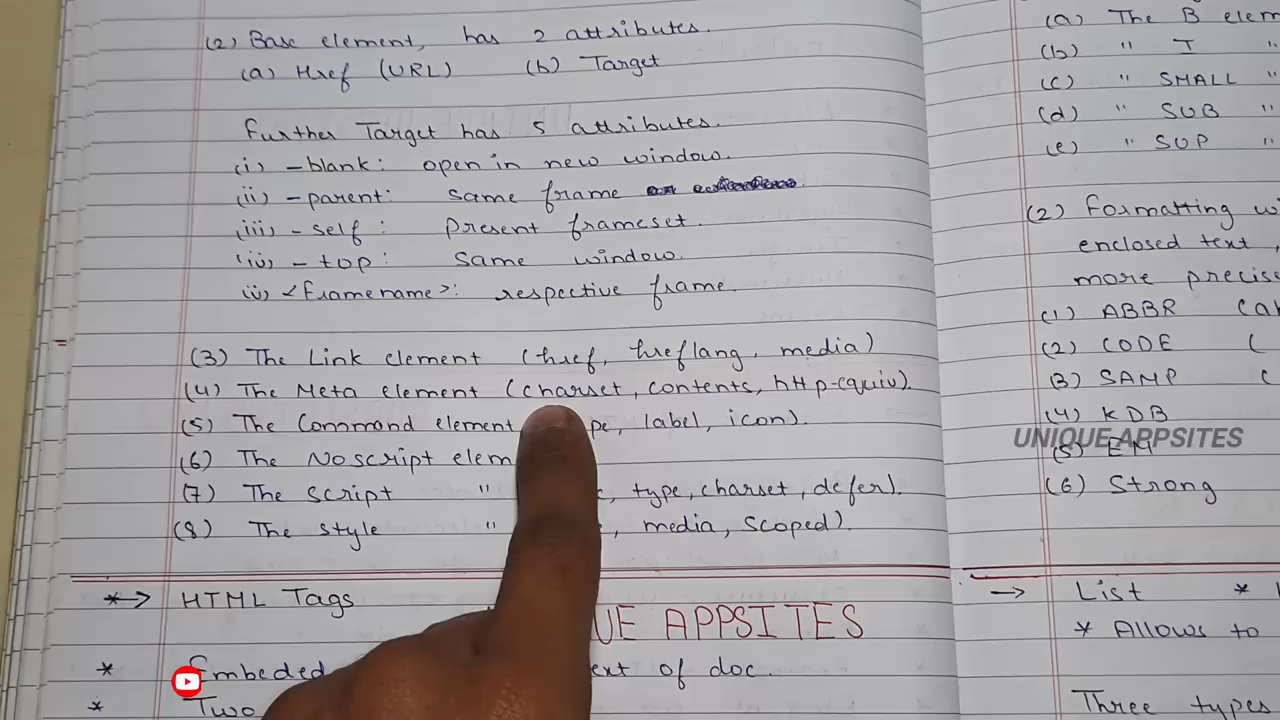 (2) Base element, has 2 attributes.
(a) Href (URL) (b) Target
Further Target has 5 attributes.
(i) -blank: open in new window.
(ii) -parent: same frame
(iii) -self: Present frameset.
(iv) -top: same window.
(v) <framename>: respective frame.
(3) The Link element (href, hreflang, media)
(4) The Meta element (charset, contents, http-equiv).
(5) The Command element pe, label, icon).
(6) The Noscript elem
(7) The script " , type, charset, defer).
(8) The style " , media, scoped).
*→ HTML Tags
UE APPSITES
* Embeded ext of doc.
* Two
(a) The B elem
(b) " I "
(c) " SMALL "
(d) " SUB "
(e) " SUP "
(2) Formatting wi
enclosed text,
more precise
(1) ABBR (a
(2) CODE (
(3) SAMP (
(4) KDB
UNIQUE APPSITES
(5) EM
(6) Strong
→ List *
* Allows to
Three types